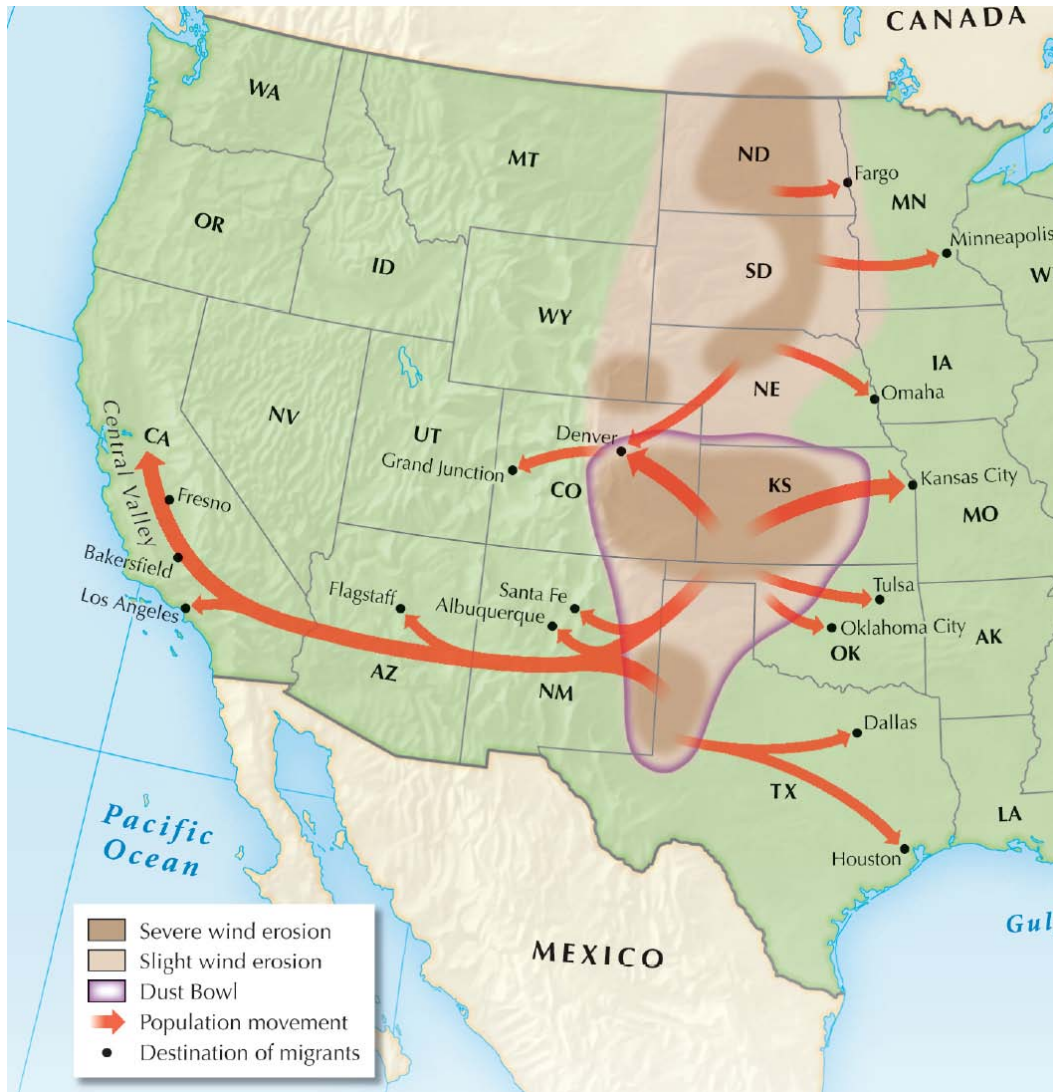 CANADA
WA
MT
ND
Fargo
MN
OR
ID
SD
Minneapolis
W
WY
IA
NE
Omaha
NV
UT
Denver
Grand Junction
CO
KS
Kansas City
MO
CA
Central Valley
Fresno
Bakersfield
Los Angeles
Flagstaff
Santa Fe
Albuquerque
Tulsa
Oklahoma City
OK
AK
AZ
NM
Dallas
TX
LA
Houston
Pacific
Ocean
MEXICO
Gul
Severe wind erosion
Slight wind erosion
Dust Bowl
Population movement
Destination of migrants